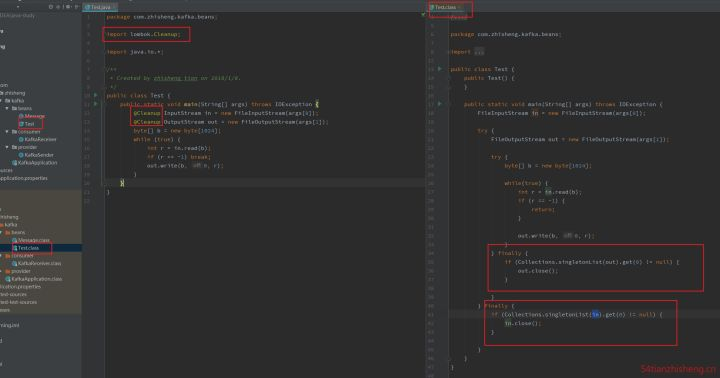 zhisheng
kafka
beans
Message
Test
consumer
KafkaReceiver
provider
KafkaSender
KafkaApplication
resources
application.properties
kafka
beans
Message.class
Test.class
consumer
KafkaReceiver.class
provider
KafkaApplication.class
application.properties
Test.java
package com.zhisheng.kafka.beans;
import lombok.Cleanup;
import java.io.*;
/**
* Created by zhisheng_tian on 2018/1/8.
*/
public class Test {
public static void main(String[] args) throws IOException {
@Cleanup InputStream in = new FileInputStream(args[0]);
@Cleanup OutputStream out = new FileOutputStream(args[1]);
byte[] b = new byte[1024];
while (true) {
int r = in.read(b);
if (r == -1) break;
out.write(b, off: 0, r);
}
}
}
Test.class
package com.zhisheng.kafka.beans;
import ...
public class Test {
public Test() {
}
public static void main(String[] args) throws IOException {
FileInputStream in = new FileInputStream(args[0]);
try {
FileOutputStream out = new FileOutputStream(args[1]);
try {
byte[] b = new byte[1024];
while(true) {
int r = in.read(b);
if (r == -1) {
return;
}
out.write(b, off: 0, r);
}
} finally {
if (Collections.singletonList(out).get(0) != null) {
out.close();
}
}
} finally {
if (Collections.singletonList(in).get(0) != null) {
in.close();
}
}
}
}
54tianzhisheng.cn